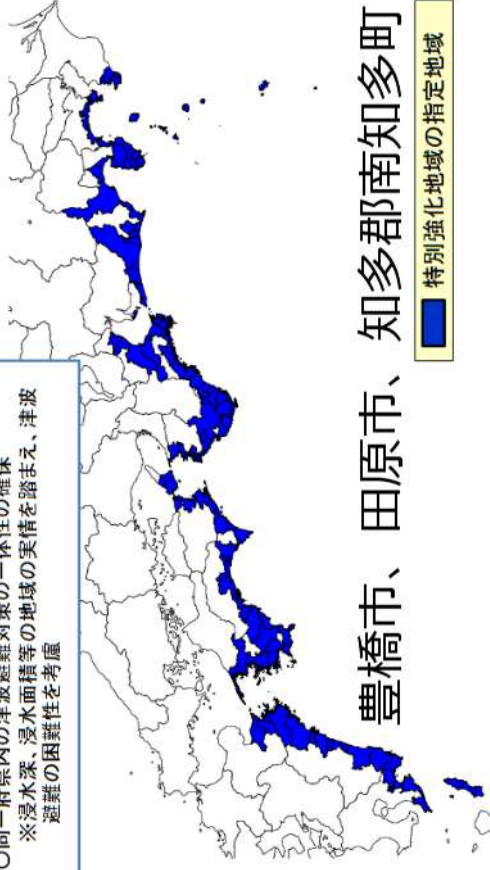 〇同一府県内の津波避難対策の一体性の確保
※浸水深、浸水面積等の地域の実情を踏まえ、津波
避難の困難性を考慮
豊橋市、田原市、知多郡南知多町
特別強化地域の指定地域